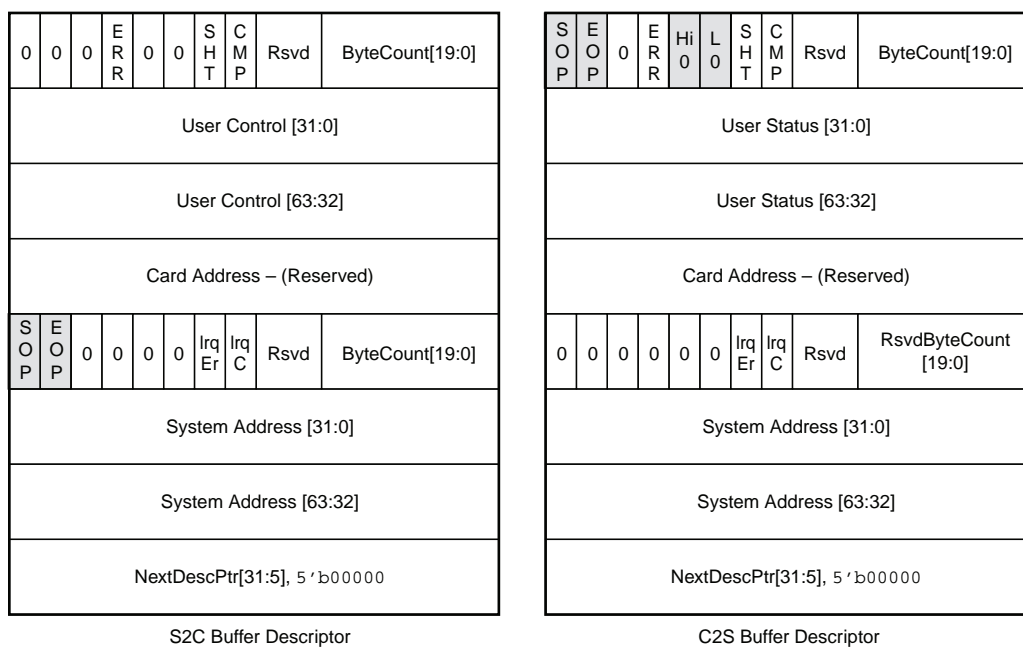 0 0 0 ERR 0 0 SHT CMP Rsvd ByteCount[19:0]
User Control [31:0]
User Control [63:32]
Card Address – (Reserved)
SOP EOP 0 0 0 0 Irq Er Irq C Rsvd ByteCount[19:0]
System Address [31:0]
System Address [63:32]
NextDescPtr[31:5], 5'b00000
S2C Buffer Descriptor
SOP EOP 0 ERR Hi 0 L 0 SHT CMP Rsvd ByteCount[19:0]
User Status [31:0]
User Status [63:32]
Card Address – (Reserved)
0 0 0 0 0 0 Irq Er Irq C Rsvd RsvdByteCount [19:0]
System Address [31:0]
System Address [63:32]
NextDescPtr[31:5], 5'b00000
C2S Buffer Descriptor